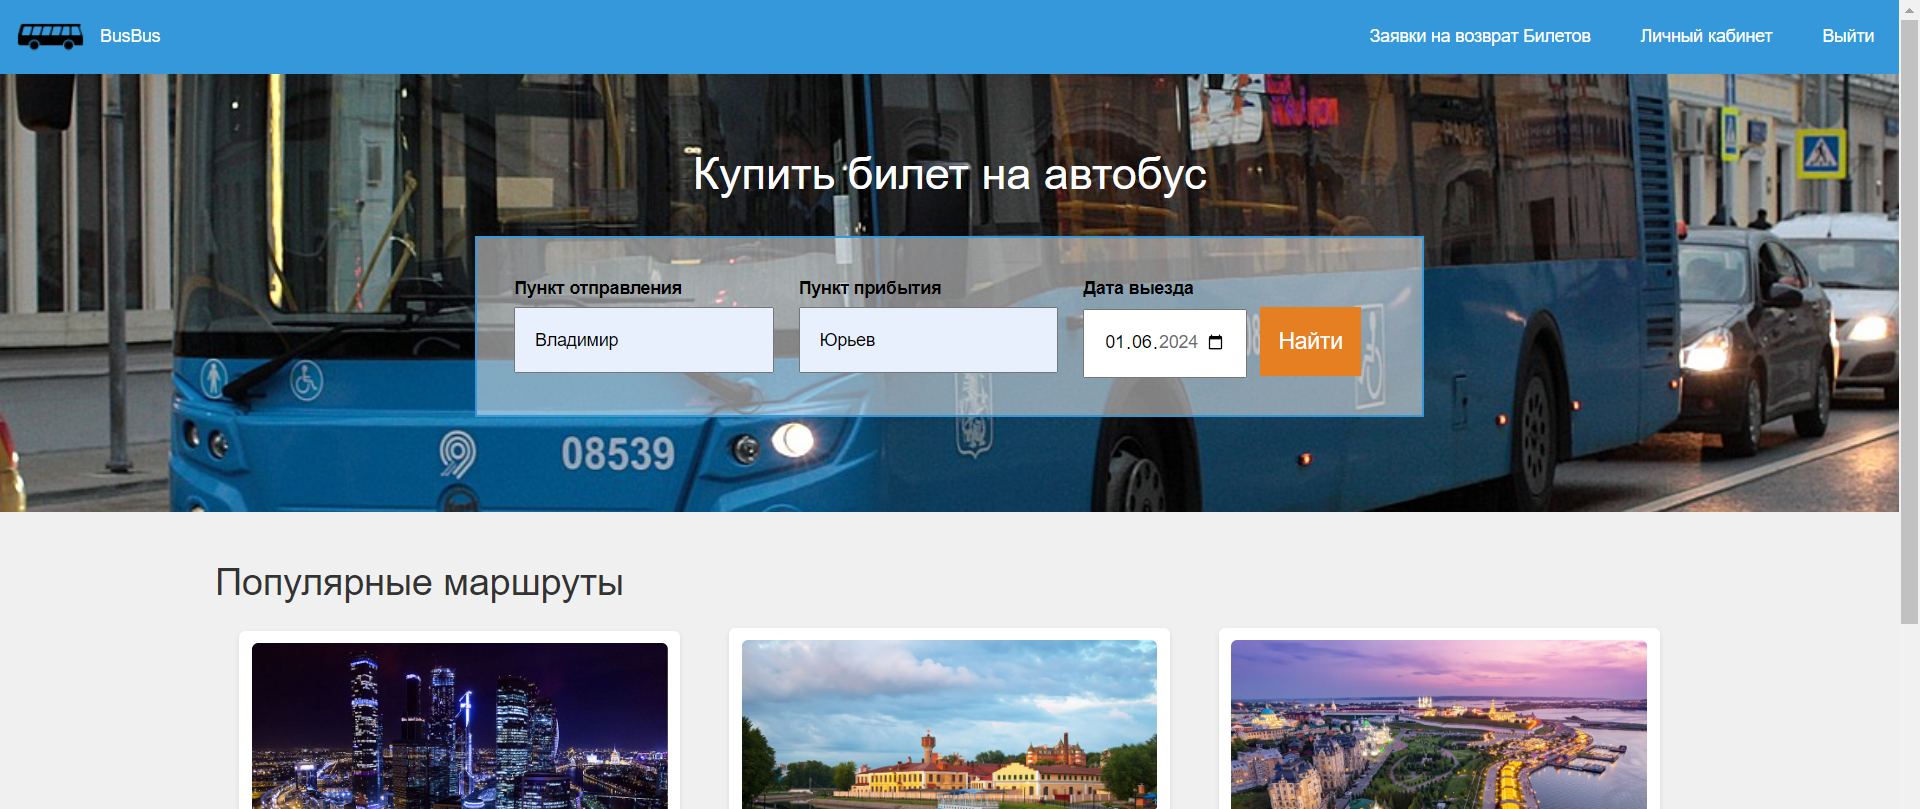 BusBus
Заявки на возврат Билетов
Личный кабинет
Выйти
Купить билет на автобус
Пункт отправления
Пункт прибытия
Дата выезда
Владимир
Юрьев
01.06.2024
Найти
08539
Популярные маршруты